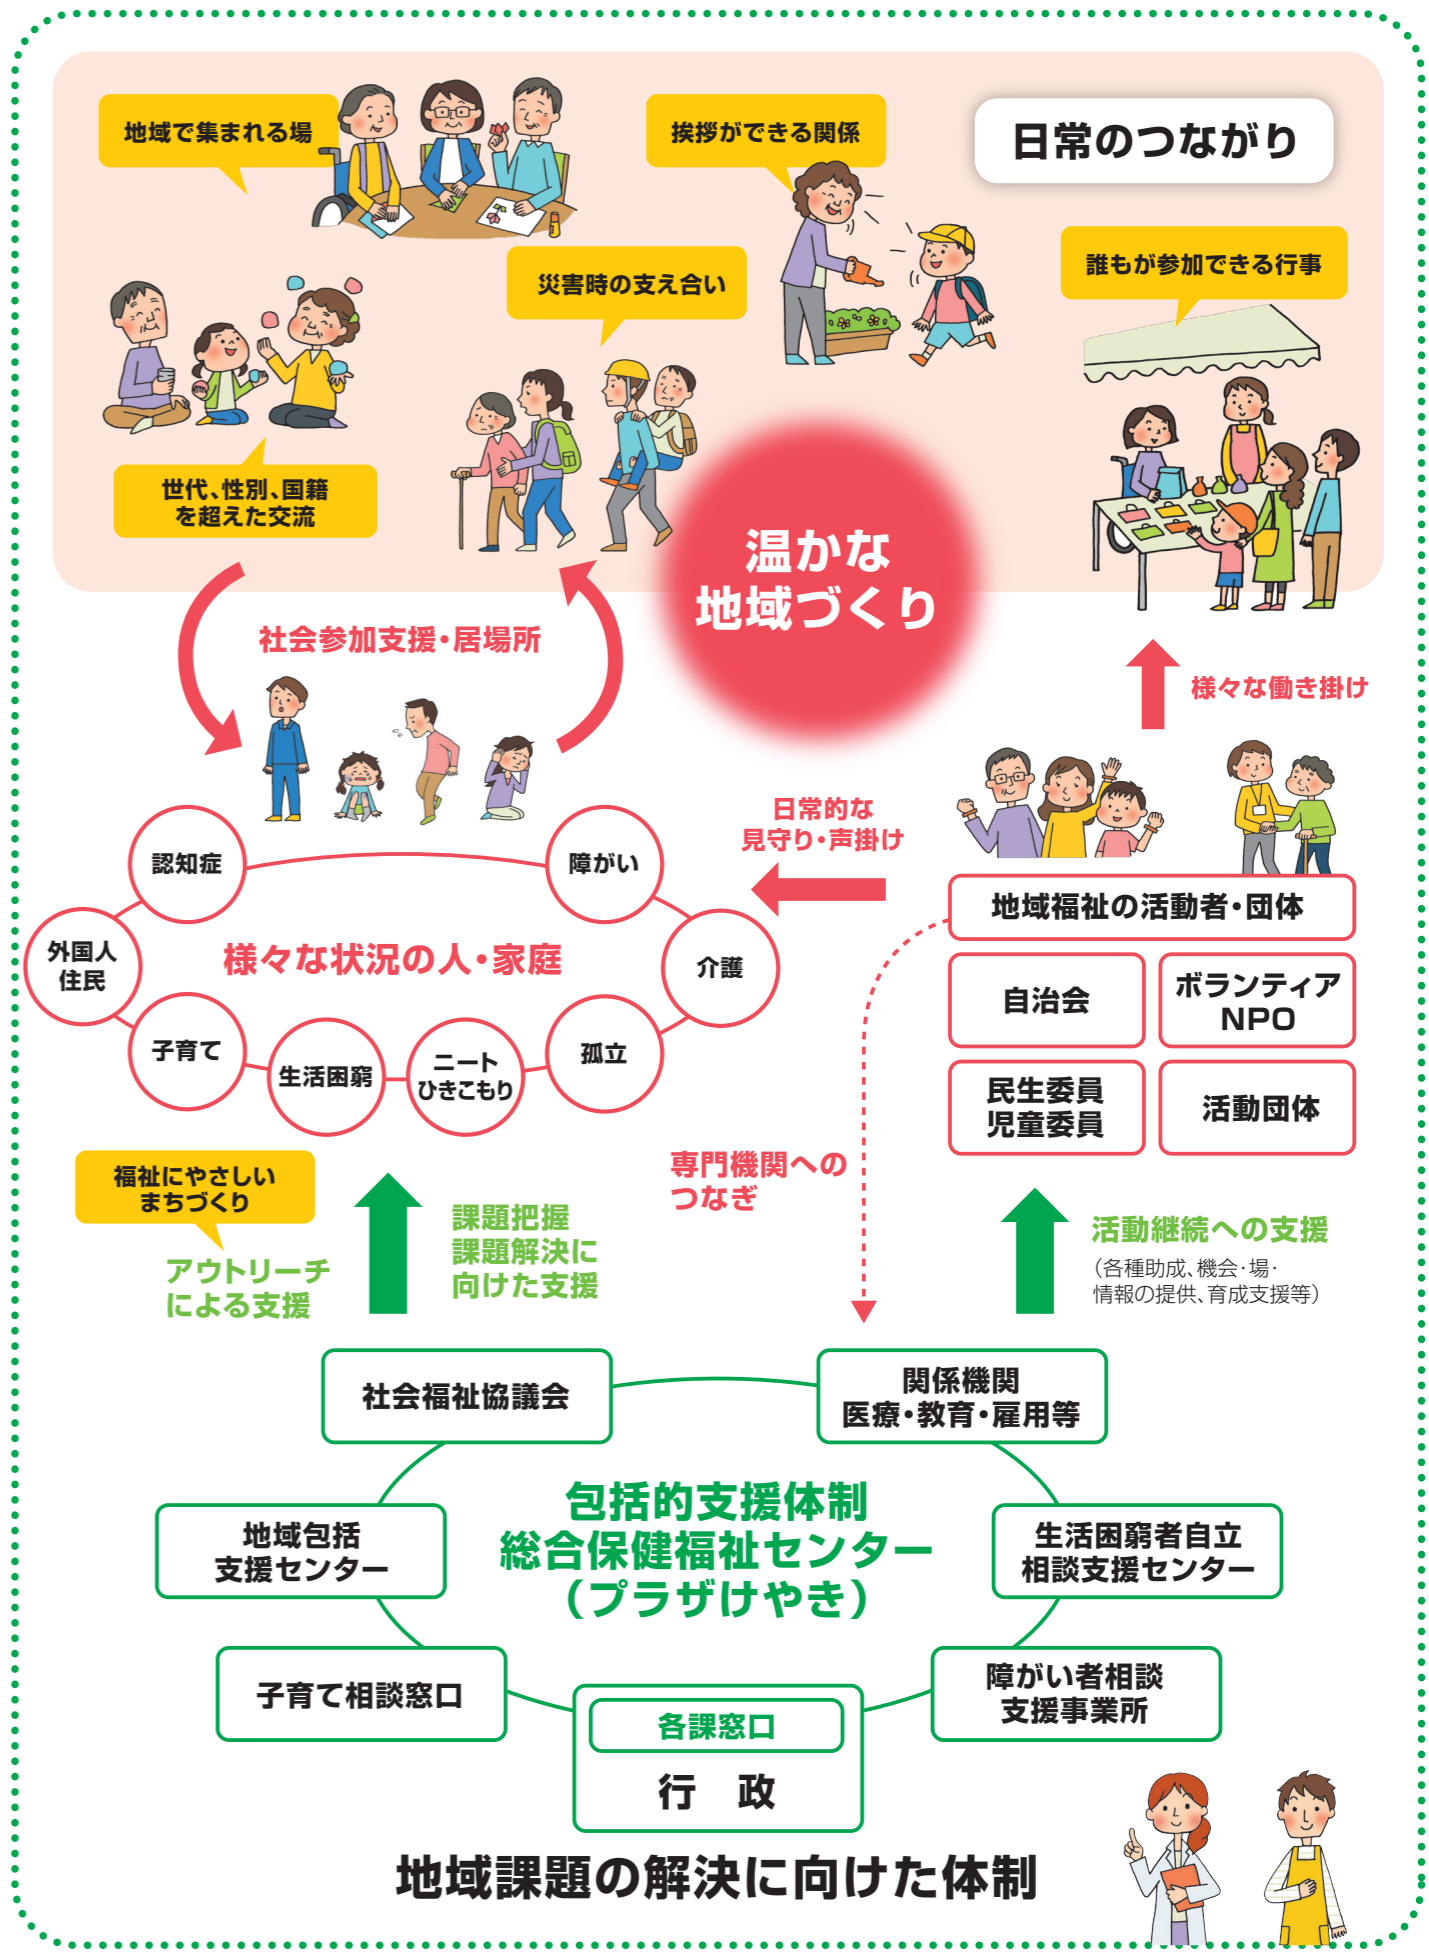 地域で集まれる場
挨拶ができる関係
日常のつながり
災害時の支え合い
誰もが参加できる行事
世代、性別、国籍
を超えた交流
温かな
地域づくり
社会参加支援・居場所
様々な働き掛け
日常的な
見守り・声掛け
認知症
障がい
外国人
住民
様々な状況の人・家庭
介護
子育て
生活困窮
ニート
ひきこもり
孤立
地域福祉の活動者・団体
自治会
ボランティア
NPO
民生委員
児童委員
活動団体
専門機関への
つなぎ
福祉にやさしい
まちづくり
アウトリーチ
による支援
課題把握
課題解決に
向けた支援
活動継続への支援
（各種助成、機会・場・
情報の提供、育成支援等）
社会福祉協議会
関係機関
医療・教育・雇用等
包括的支援体制
総合保健福祉センター
（プラザけやき）
地域包括
支援センター
生活困窮者自立
相談支援センター
子育て相談窓口
障がい者相談
支援事業所
各課窓口
行　政
地域課題の解決に向けた体制